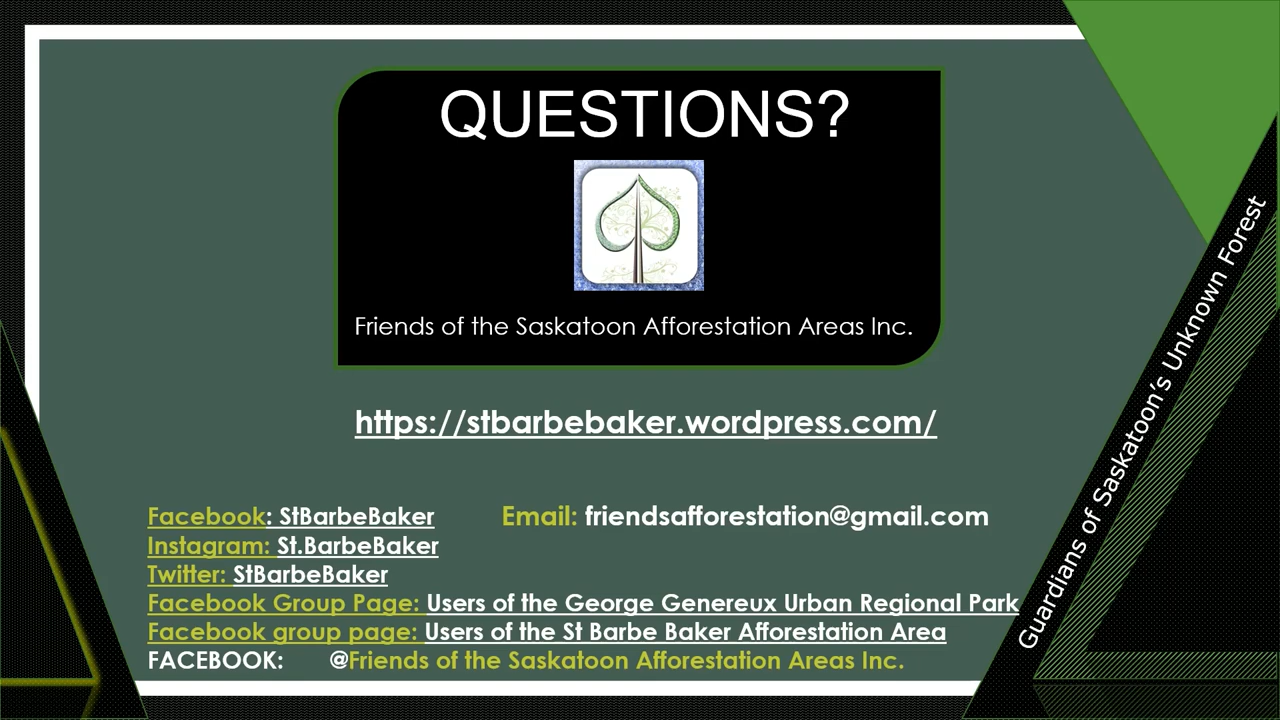 QUESTIONS?
Friends of the Saskatoon Afforestation Areas Inc.
https://stbarbebaker.wordpress.com/
Facebook: StBarbeBaker
Email: friendsafforestation@gmail.com
Instagram: St.BarbeBaker
Twitter: StBarbeBaker
Facebook Group Page: Users of the George Genereux Urban Regional Park
Facebook group page: Users of the St Barbe Baker Afforestation Area
FACEBOOK: @Friends of the Saskatoon Afforestation Areas Inc.
Guardians of Saskatoon's Unknown Forest